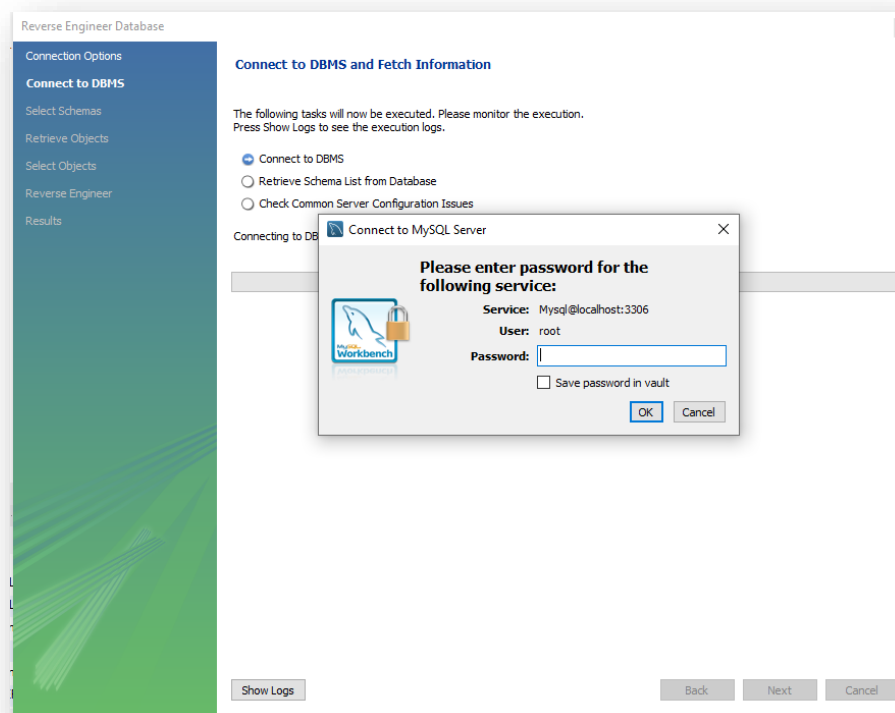 Reverse Engineer Database
Connection Options
Connect to DBMS
Select Schemas
Retrieve Objects
Select Objects
Reverse Engineer
Results
Connect to DBMS and Fetch Information
The following tasks will now be executed. Please monitor the execution.
Press Show Logs to see the execution logs.
Connect to DBMS
Retrieve Schema List from Database
Check Common Server Configuration Issues
Connecting to DB
Connect to MySQL Server
Please enter password for the
following service:
Service: Mysql@localhost:3306
User: root
Password:
Save password in vault
OK Cancel
MySQL
Workbench
Show Logs
Back Next Cancel